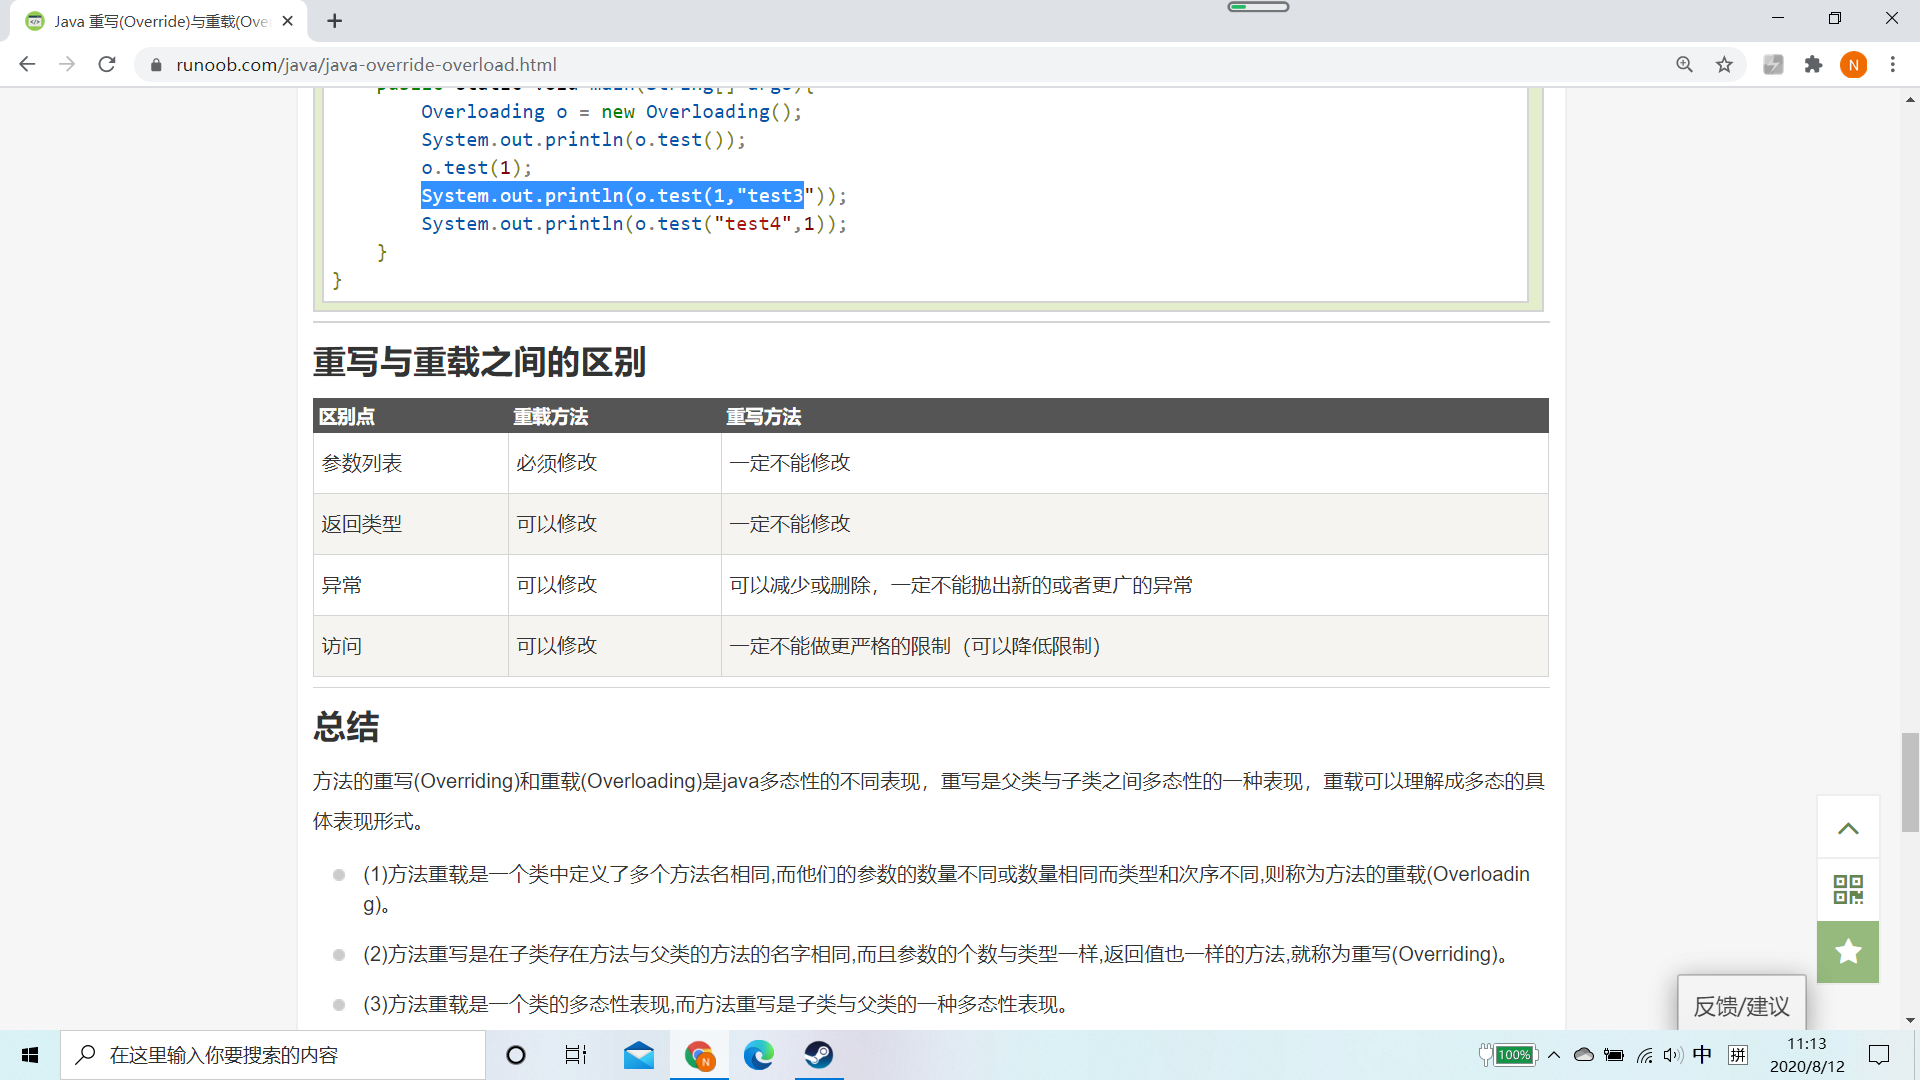 Java 重写(Override)与重载(Ove
runoob.com/java/java-override-overload.html
N
public static void main(String[] args){
Overloading o = new Overloading();
System.out.println(o.test());
o.test(1);
System.out.println(o.test(1,"test3"));
System.out.println(o.test("test4",1));
}
}
重写与重载之间的区别
区别点 重载方法 重写方法
参数列表 必须修改 一定不能修改
返回类型 可以修改 一定不能修改
异常 可以修改 可以减少或删除，一定不能抛出新的或者更广的异常
访问 可以修改 一定不能做更严格的限制（可以降低限制）
总结
方法的重写(Overriding)和重载(Overloading)是java多态性的不同表现，重写是父类与子类之间多态性的一种表现，重载可以理解成多态的具
体表现形式。
(1)方法重载是一个类中定义了多个方法名相同,而他们的参数的数量不同或数量相同而类型和次序不同,则称为方法的重载(Overloadin
g)。
(2)方法重写是在子类存在方法与父类的方法的名字相同,而且参数的个数与类型一样,返回值也一样的方法,就称为重写(Overriding)。
(3)方法重载是一个类的多态性表现,而方法重写是子类与父类的一种多态性表现。
反馈/建议
在这里输入你要搜索的内容
N
100%
中
拼
11:13
2020/8/12